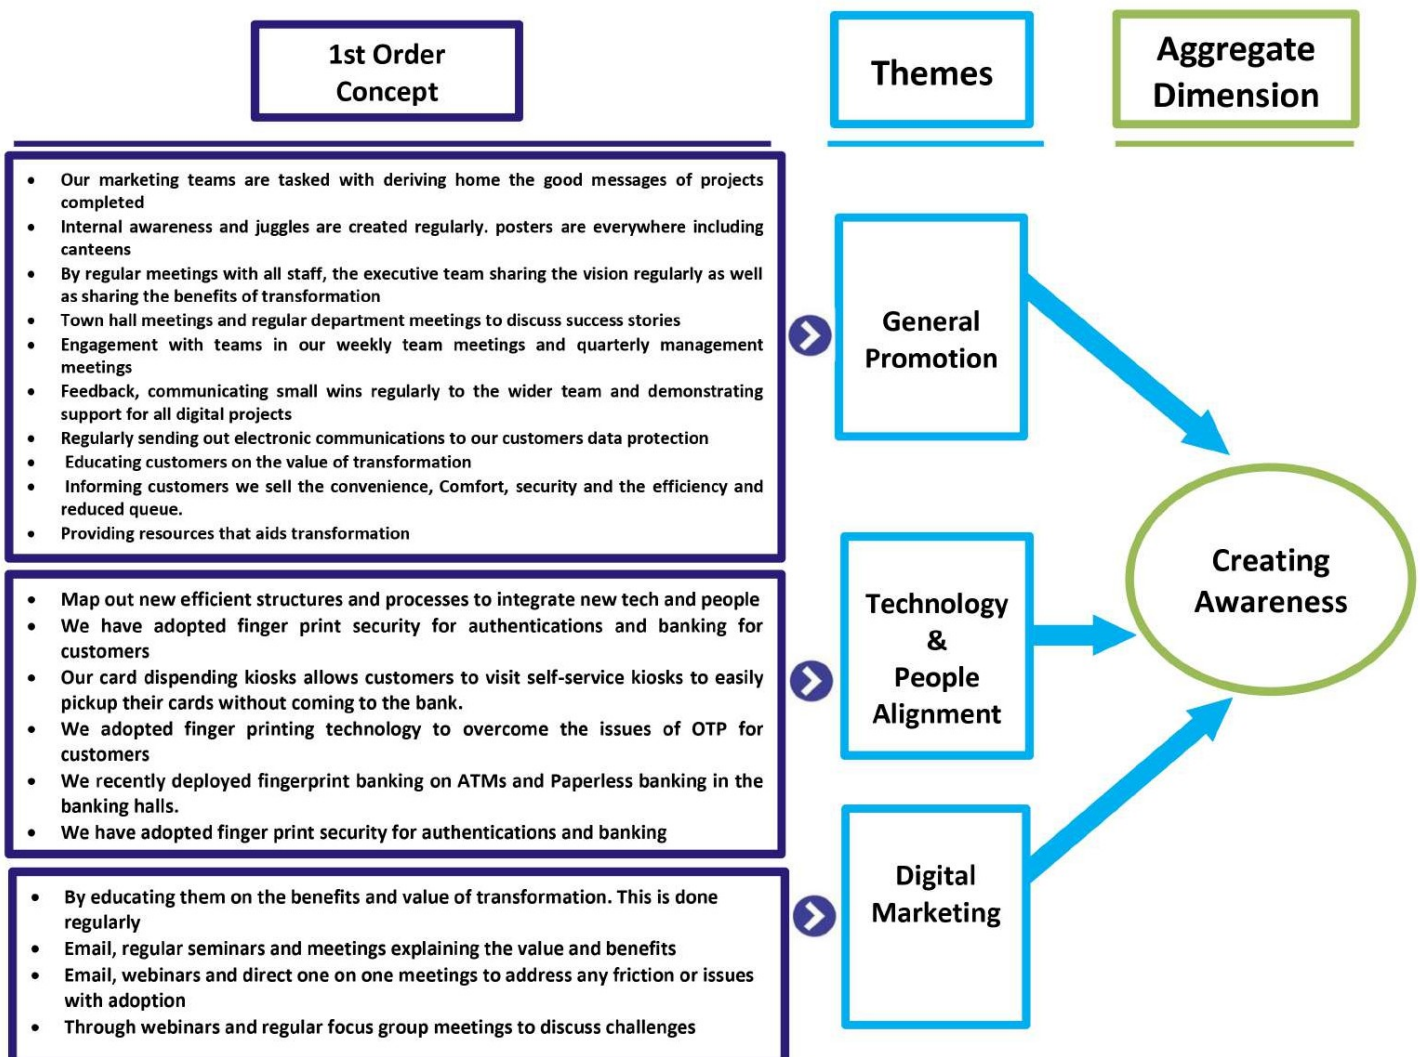 1st Order
Concept
Themes
Aggregate
Dimension
• Our marketing teams are tasked with deriving home the good messages of projects
completed
• Internal awareness and juggles are created regularly. posters are everywhere including
canteens
• By regular meetings with all staff, the executive team sharing the vision regularly as well
as sharing the benefits of transformation
• Town hall meetings and regular department meetings to discuss success stories
• Engagement with teams in our weekly team meetings and quarterly management
meetings
• Feedback, communicating small wins regularly to the wider team and demonstrating
support for all digital projects
• Regularly sending out electronic communications to our customers data protection
• Educating customers on the value of transformation
• Informing customers we sell the convenience, Comfort, security and the efficiency and
reduced queue.
• Providing resources that aids transformation
General
Promotion
• Map out new efficient structures and processes to integrate new tech and people
• We have adopted finger print security for authentications and banking for
customers
• Our card dispending kiosks allows customers to visit self-service kiosks to easily
pickup their cards without coming to the bank.
• We adopted finger printing technology to overcome the issues of OTP for
customers
• We recently deployed fingerprint banking on ATMs and Paperless banking in the
banking halls.
• We have adopted finger print security for authentications and banking
Technology
&
People
Alignment
• By educating them on the benefits and value of transformation. This is done
regularly
• Email, regular seminars and meetings explaining the value and benefits
• Email, webinars and direct one on one meetings to address any friction or issues
with adoption
• Through webinars and regular focus group meetings to discuss challenges
Digital
Marketing
Creating
Awareness